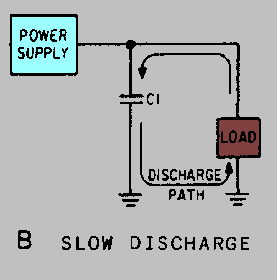 POWER
SUPPLY
C1
LOAD
DISCHARGE
PATH
B SLOW DISCHARGE